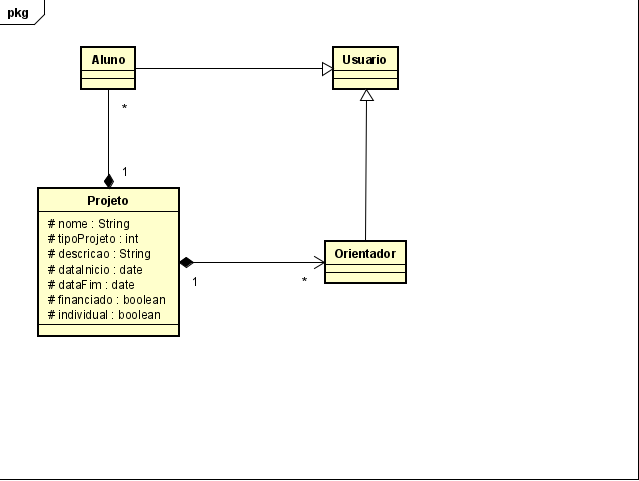 pkg
Aluno
Usuario
*
1
Projeto
# nome : String
# tipoProjeto : int
# descricao : String
# dataInicio : date
# dataFim : date
# financiado : boolean
# individual : boolean
Orientador
1
*